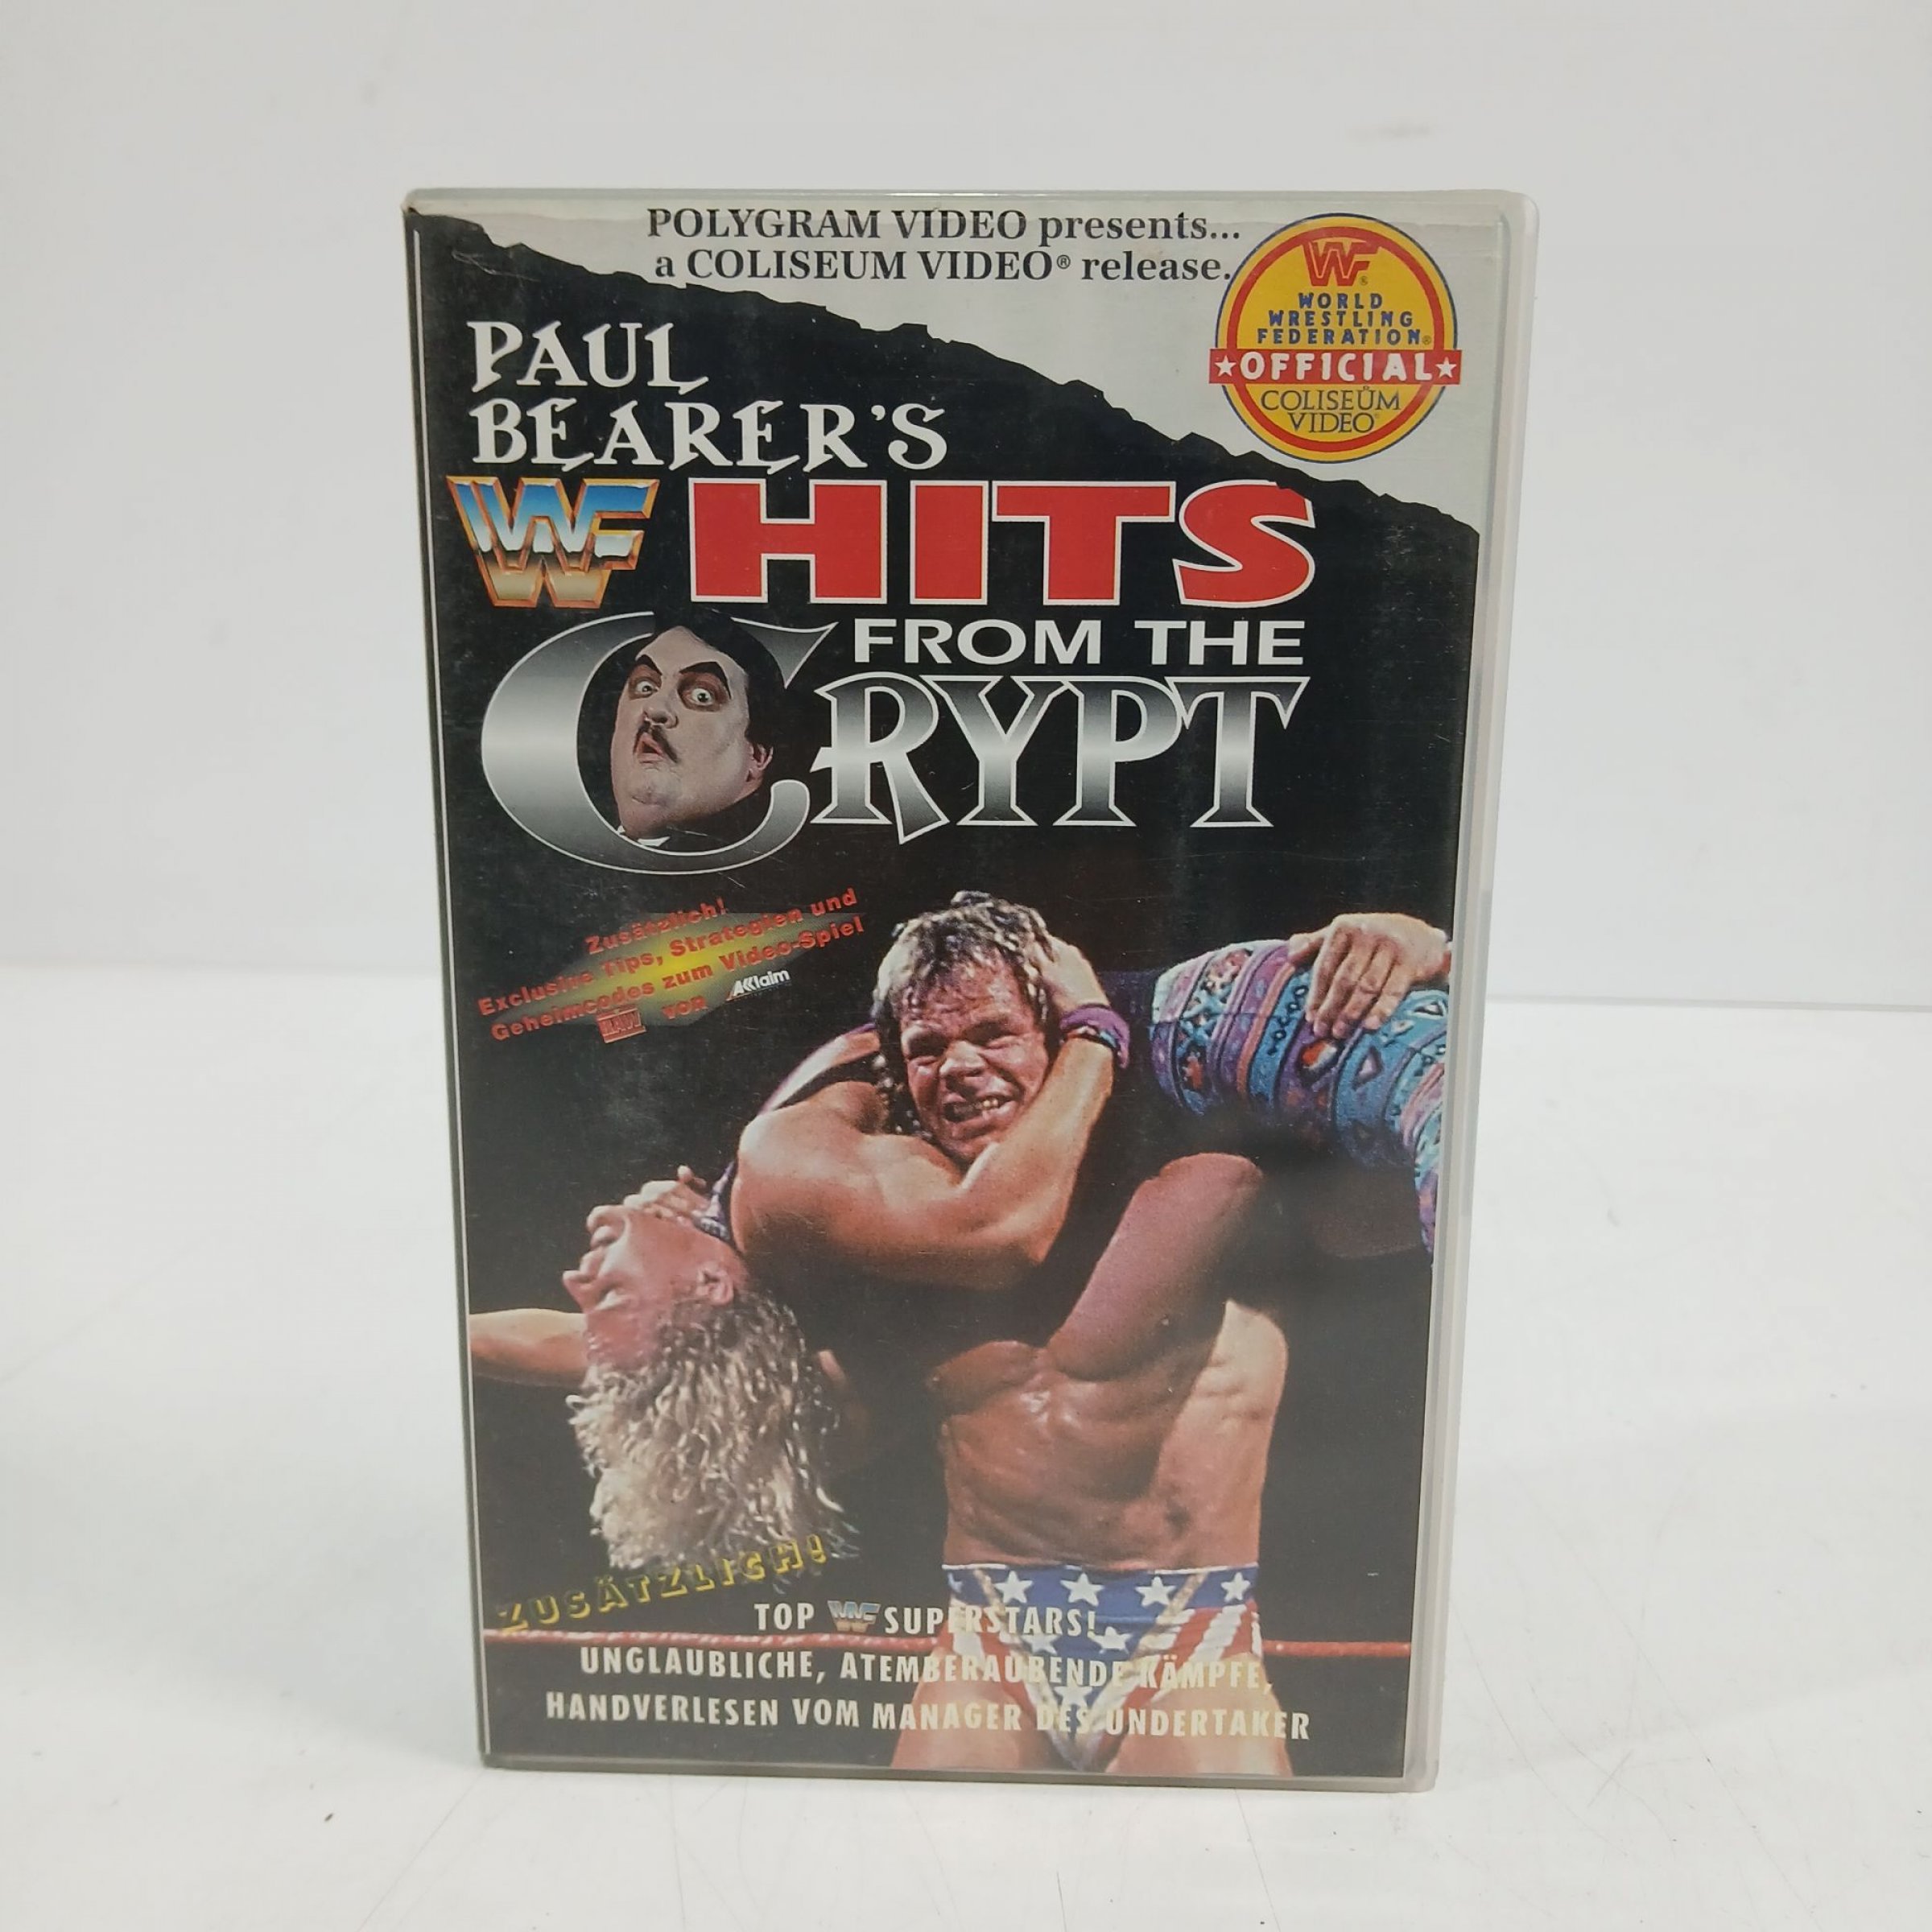 POLYGRAM VIDEO presents...
a COLISEUM VIDEO® release.
WF®
WORLD
WRESTLING
FEDERATION®
★OFFICIAL★
COLISEUM
VIDEO®
PAUL
BEARER'S
WF HITS
FROM THE
CRYPT
Zusätzlich!
Exclusive Tips, Strategien und
Geheimcodes zum Video-Spiel
RAW VON AKKlaim
ZUSÄTZLICH!
TOP WF SUPERSTARS!
UNGLAUBLICHE, ATEMBERAUBENDE KÄMPFE,
HANDVERLESEN VOM MANAGER DES UNDERTAKER